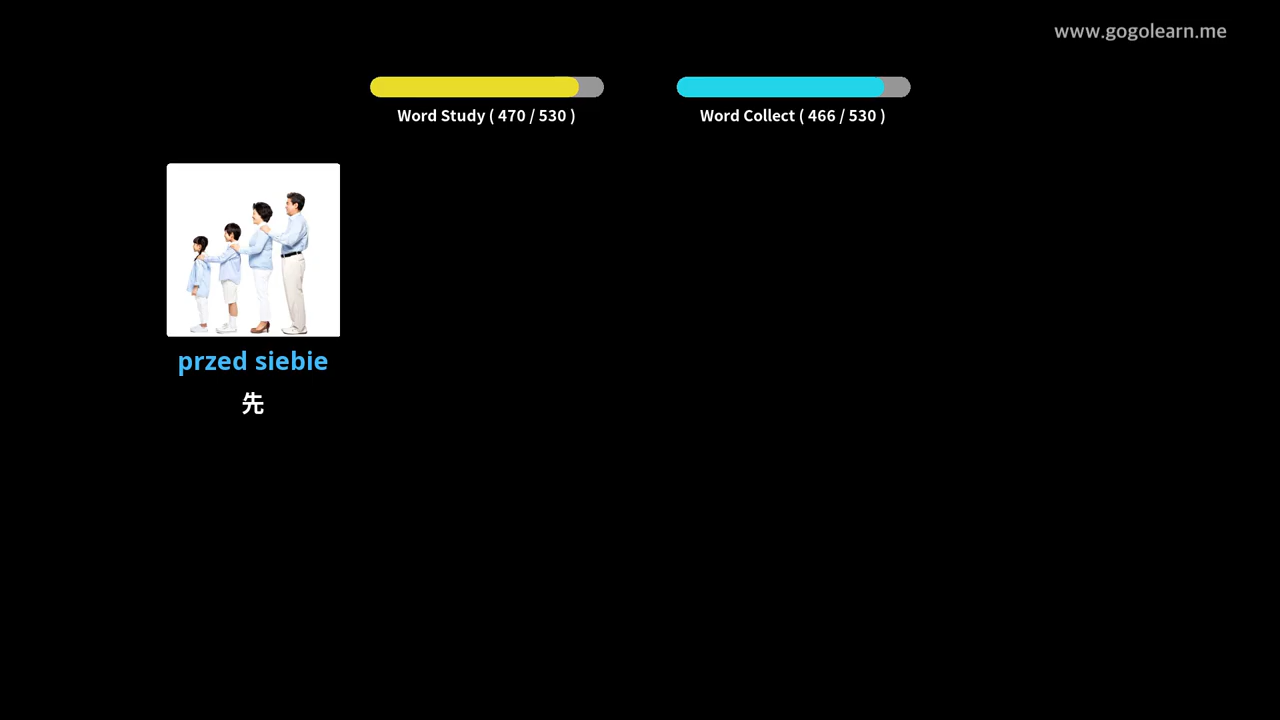 www.gogolearn.me
Word Study ( 470 / 530 )
Word Collect ( 466 / 530 )
przed siebie
先